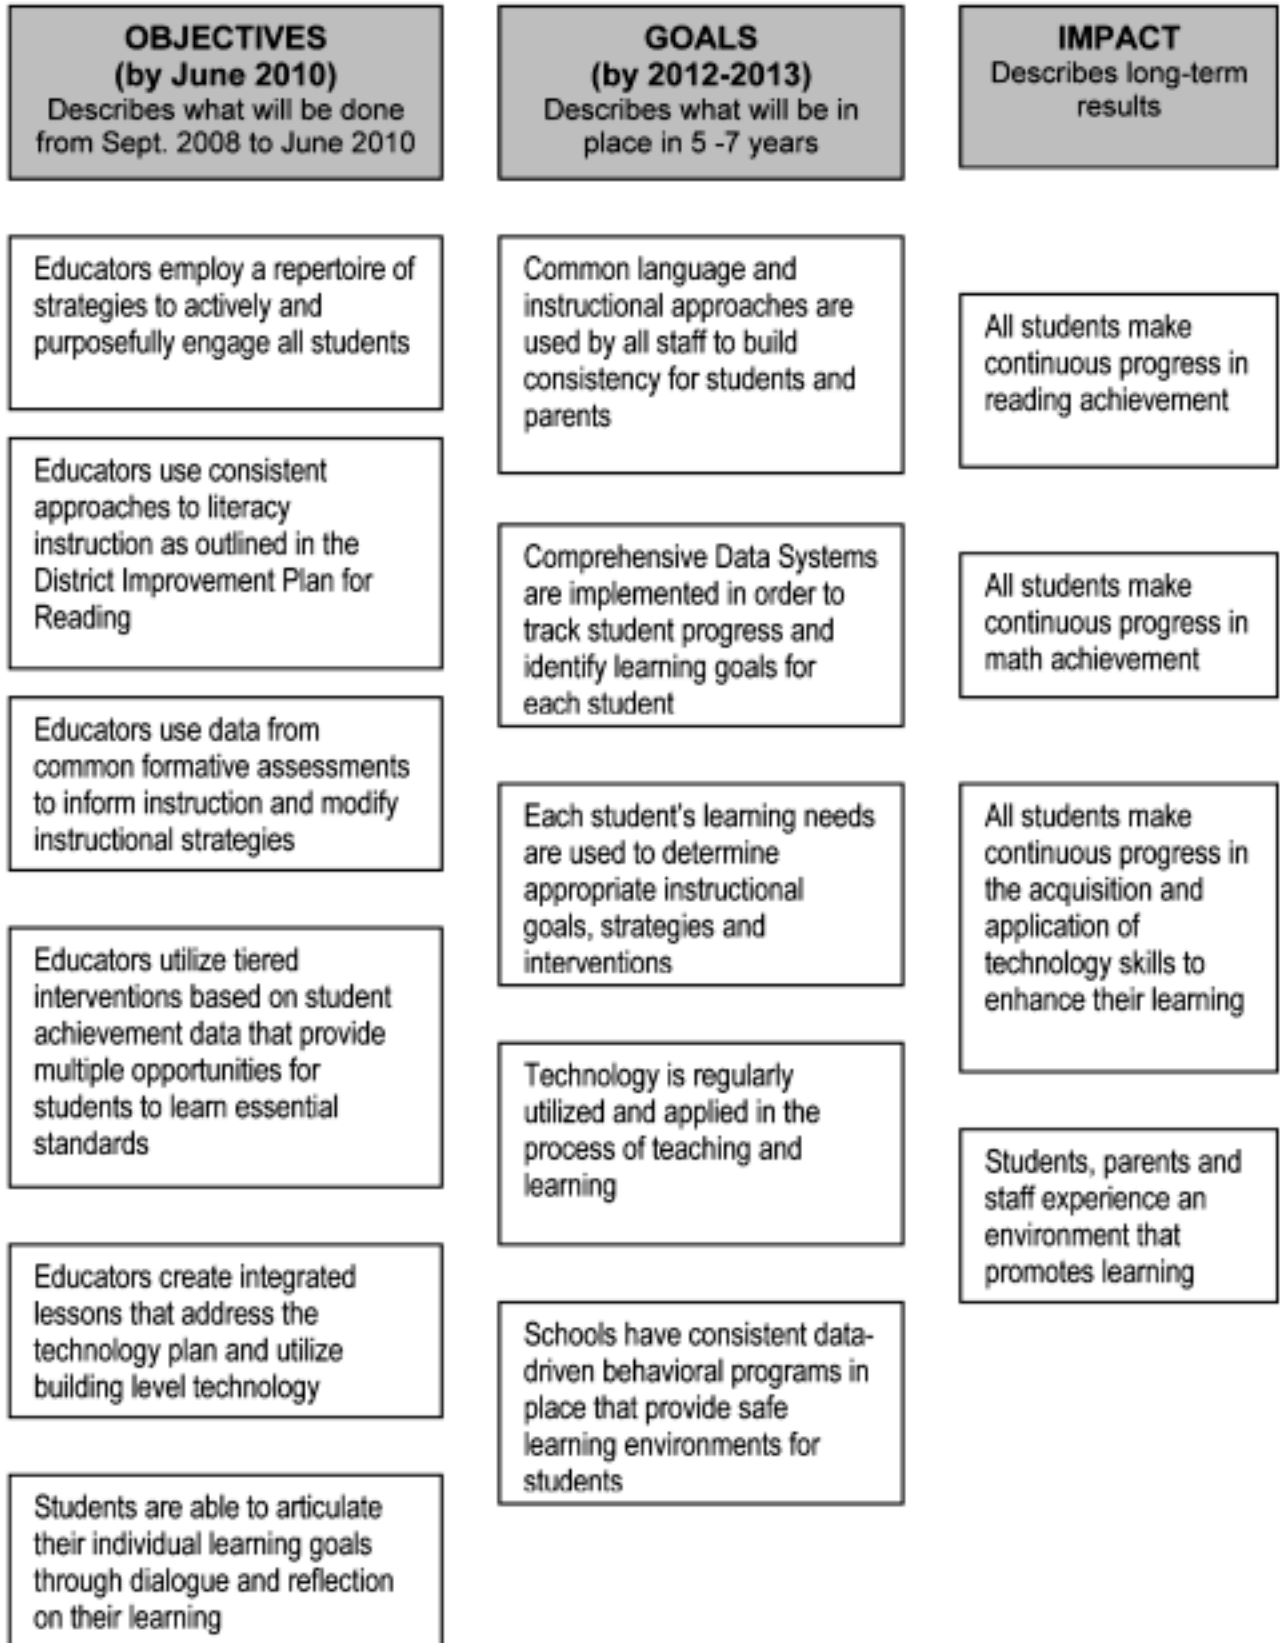 OBJECTIVES
(by June 2010)
Describes what will be done
from Sept. 2008 to June 2010
Educators employ a repertoire of
strategies to actively and
purposefully engage all students
Educators use consistent
approaches to literacy
instruction as outlined in the
District Improvement Plan for
Reading
Educators use data from
common formative assessments
to inform instruction and modify
instructional strategies
Educators utilize tiered
interventions based on student
achievement data that provide
multiple opportunities for
students to learn essential
standards
Educators create integrated
lessons that address the
technology plan and utilize
building level technology
Students are able to articulate
their individual learning goals
through dialogue and reflection
on their learning
GOALS
(by 2012-2013)
Describes what will be in
place in 5 -7 years
Common language and
instructional approaches are
used by all staff to build
consistency for students and
parents
Comprehensive Data Systems
are implemented in order to
track student progress and
identify learning goals for
each student
Each student's learning needs
are used to determine
appropriate instructional
goals, strategies and
interventions
Technology is regularly
utilized and applied in the
process of teaching and
learning
Schools have consistent data-
driven behavioral programs in
place that provide safe
learning environments for
students
IMPACT
Describes long-term
results
All students make
continuous progress in
reading achievement
All students make
continuous progress in
math achievement
All students make
continuous progress in
the acquisition and
application of
technology skills to
enhance their learning
Students, parents and
staff experience an
environment that
promotes learning